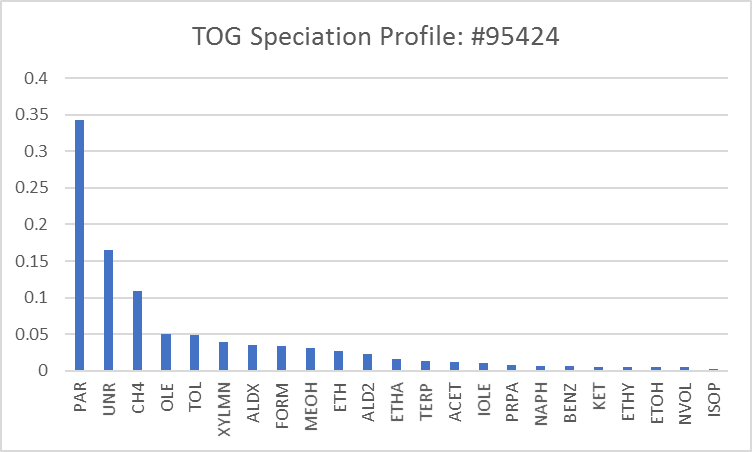 TOG Speciation Profile: #95424
0.4
0.35
0.3
0.25
0.2
0.15
0.1
0.05
0
PAR
UNR
CH4
OLE
TOL
XYLMN
ALDX
FORM
MEOH
ETH
ALD2
ETHA
TERP
ACET
IOLE
PRPA
NAPH
BENZ
KET
ETHY
ETOH
NVOL
ISOP